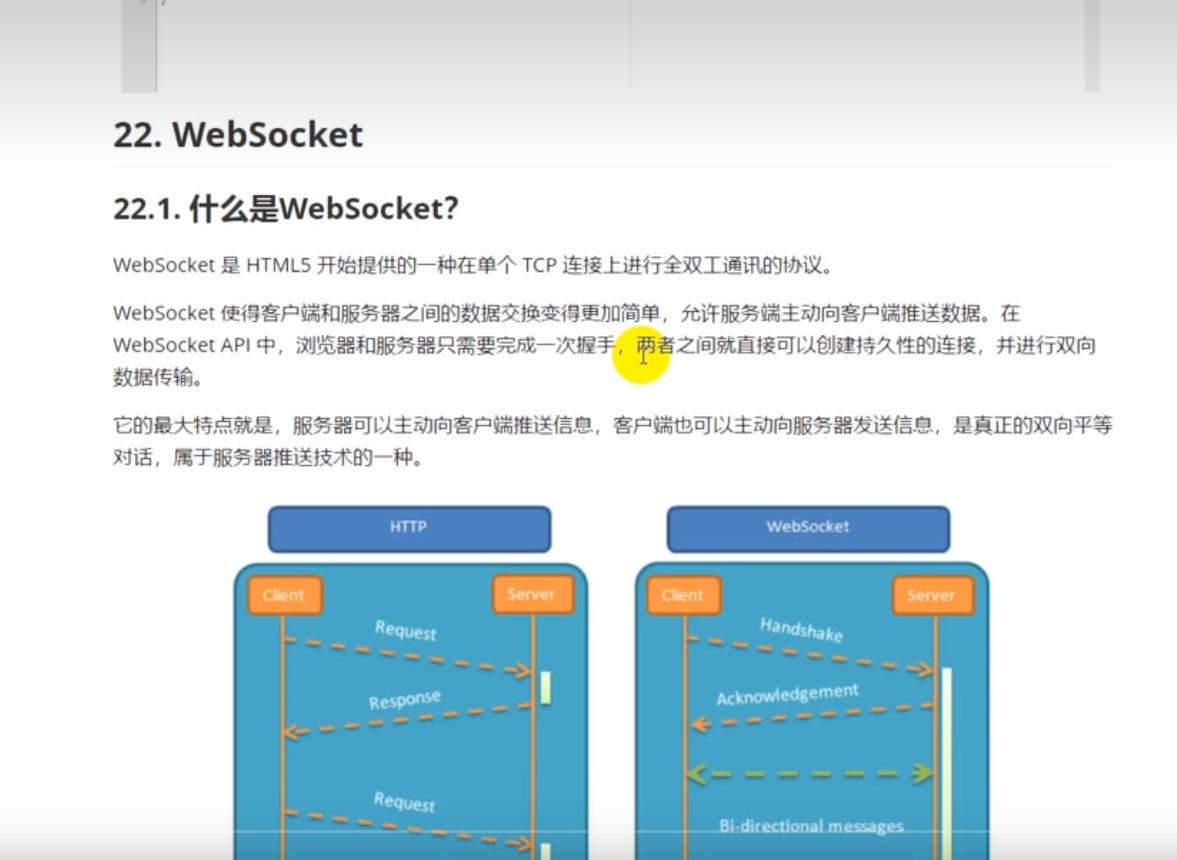 22. WebSocket
22.1. 什么是WebSocket?
WebSocket 是 HTML5 开始提供的一种在单个 TCP 连接上进行全双工通讯的协议。
WebSocket 使得客户端和服务器之间的数据交换变得更加简单，允许服务端主动向客户端推送数据。在
WebSocket API 中，浏览器和服务器只需要完成一次握手，两者之间就直接可以创建持久性的连接，并进行双向
数据传输。
它的最大特点就是，服务器可以主动向客户端推送信息，客户端也可以主动向服务器发送信息，是真正的双向平等
对话，属于服务器推送技术的一种。
HTTP
Client
Server
Request
Response
Request
WebSocket
Client
Server
Handshake
Acknowledgement
Bi-directional messages